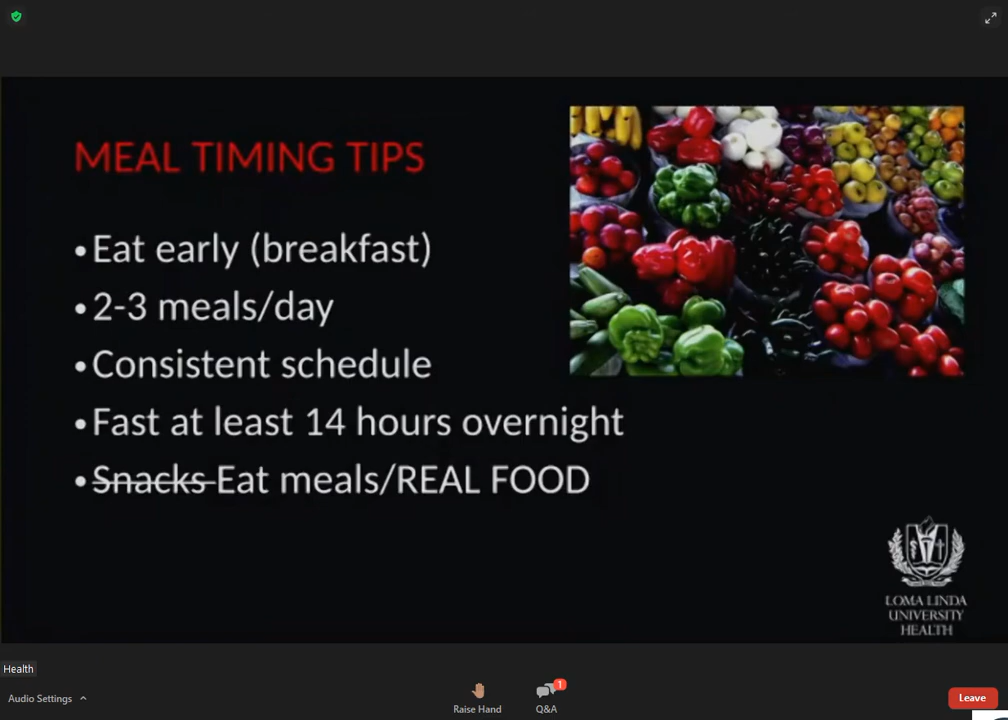 MEAL TIMING TIPS
•Eat early (breakfast)
•2-3 meals/day
•Consistent schedule
•Fast at least 14 hours overnight
•Snacks Eat meals/REAL FOOD
LOMA LINDA
UNIVERSITY
HEALTH
Health
Audio Settings
Raise Hand
1
Q&A
Leave